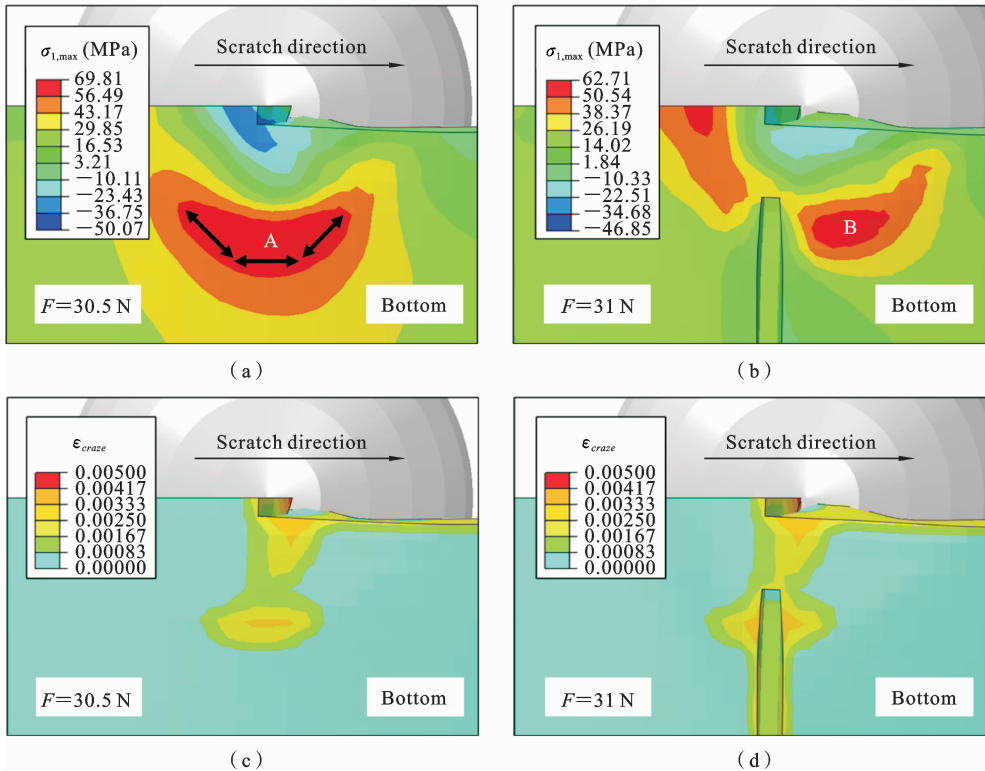 σ1,max (MPa)
69.81
56.49
43.17
29.85
16.53
3.21
−10.11
−23.43
−36.75
−50.07
Scratch direction
A
F=30.5 N
Bottom
(a)
σ1,max (MPa)
62.71
50.54
38.37
26.19
14.02
1.84
−10.33
−22.51
−34.68
−46.85
Scratch direction
B
F=31 N
Bottom
(b)
εcraze
0.00500
0.00417
0.00333
0.00250
0.00167
0.00083
0.00000
Scratch direction
F=30.5 N
Bottom
(c)
εcraze
0.00500
0.00417
0.00333
0.00250
0.00167
0.00083
0.00000
Scratch direction
F=31 N
Bottom
(d)